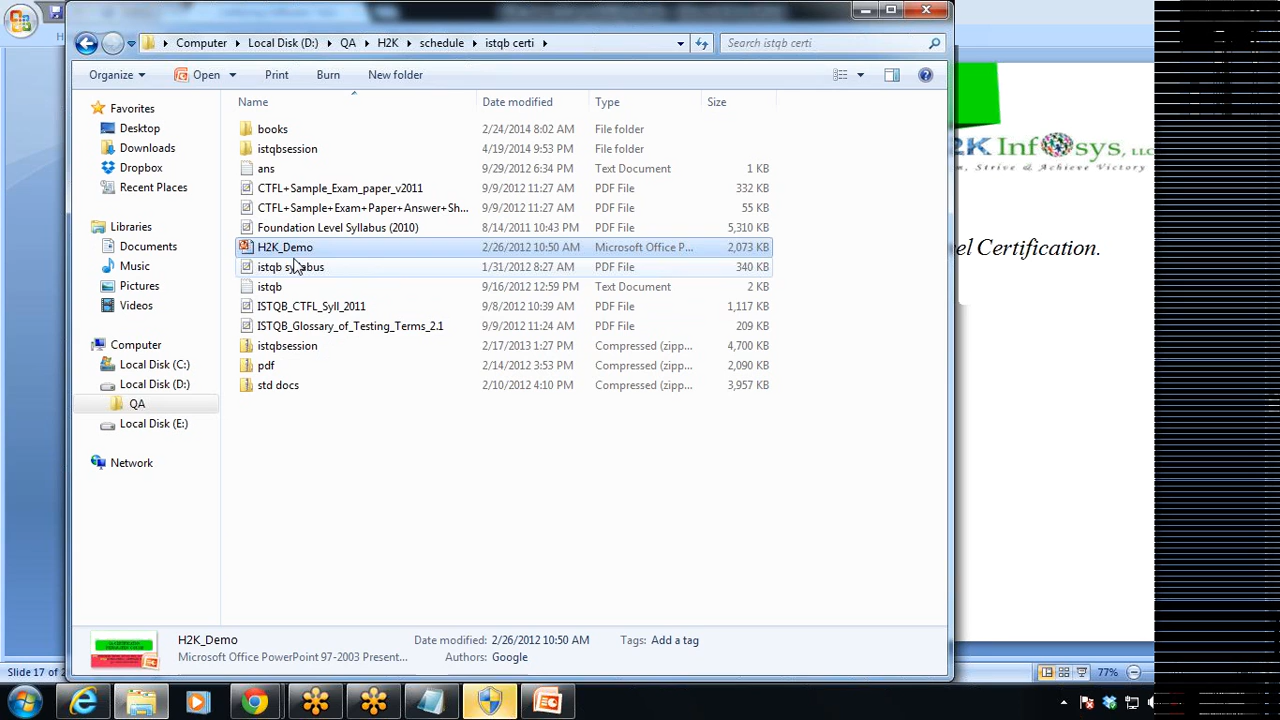 Computer Local Disk (D:) QA H2K
Search istqb certi
Organize Open Print Burn New folder
Name Date modified Type Size
Favorites
Desktop
Downloads
Dropbox
Recent Places
Libraries
Documents
Music
Pictures
Videos
Computer
Local Disk (C:)
Local Disk (D:)
QA
Local Disk (E:)
Network
books 2/24/2014 8:02 AM File folder
istqbsession 4/19/2014 9:53 PM File folder
ans 9/29/2012 6:34 PM Text Document 1 KB
CTFL+Sample_Exam_paper_v2011 9/9/2012 11:27 AM PDF File 332 KB
CTFL+Sample+Exam+Paper+Answer+Sh... 9/9/2012 11:27 AM PDF File 55 KB
Foundation Level Syllabus (2010) 8/14/2011 10:43 PM PDF File 5,310 KB
H2K_Demo 2/26/2012 10:50 AM Microsoft Office P... 2,073 KB
istqb 1/31/2012 8:27 AM PDF File 340 KB
istqb 9/16/2012 12:59 PM Text Document 2 KB
ISTQB_CTFL_Syll_2011 9/8/2012 10:39 AM PDF File 1,117 KB
ISTQB_Glossary_of_Testing_Terms_2.1 9/9/2012 11:24 AM PDF File 209 KB
istqbsession 2/17/2013 1:27 PM Compressed (zipp... 4,700 KB
pdf 2/14/2012 3:53 PM Compressed (zipp... 2,090 KB
std docs 2/10/2012 4:10 PM Compressed (zipp... 3,957 KB
H2K_Demo Date modified: 2/26/2012 10:50 AM Tags: Add a tag
Microsoft Office PowerPoint 97-2003 Present... Authors: Google
2K Infosys, LLC
, Strive & Achieve Victory
el Certification.
Slide 17 of 2
77%